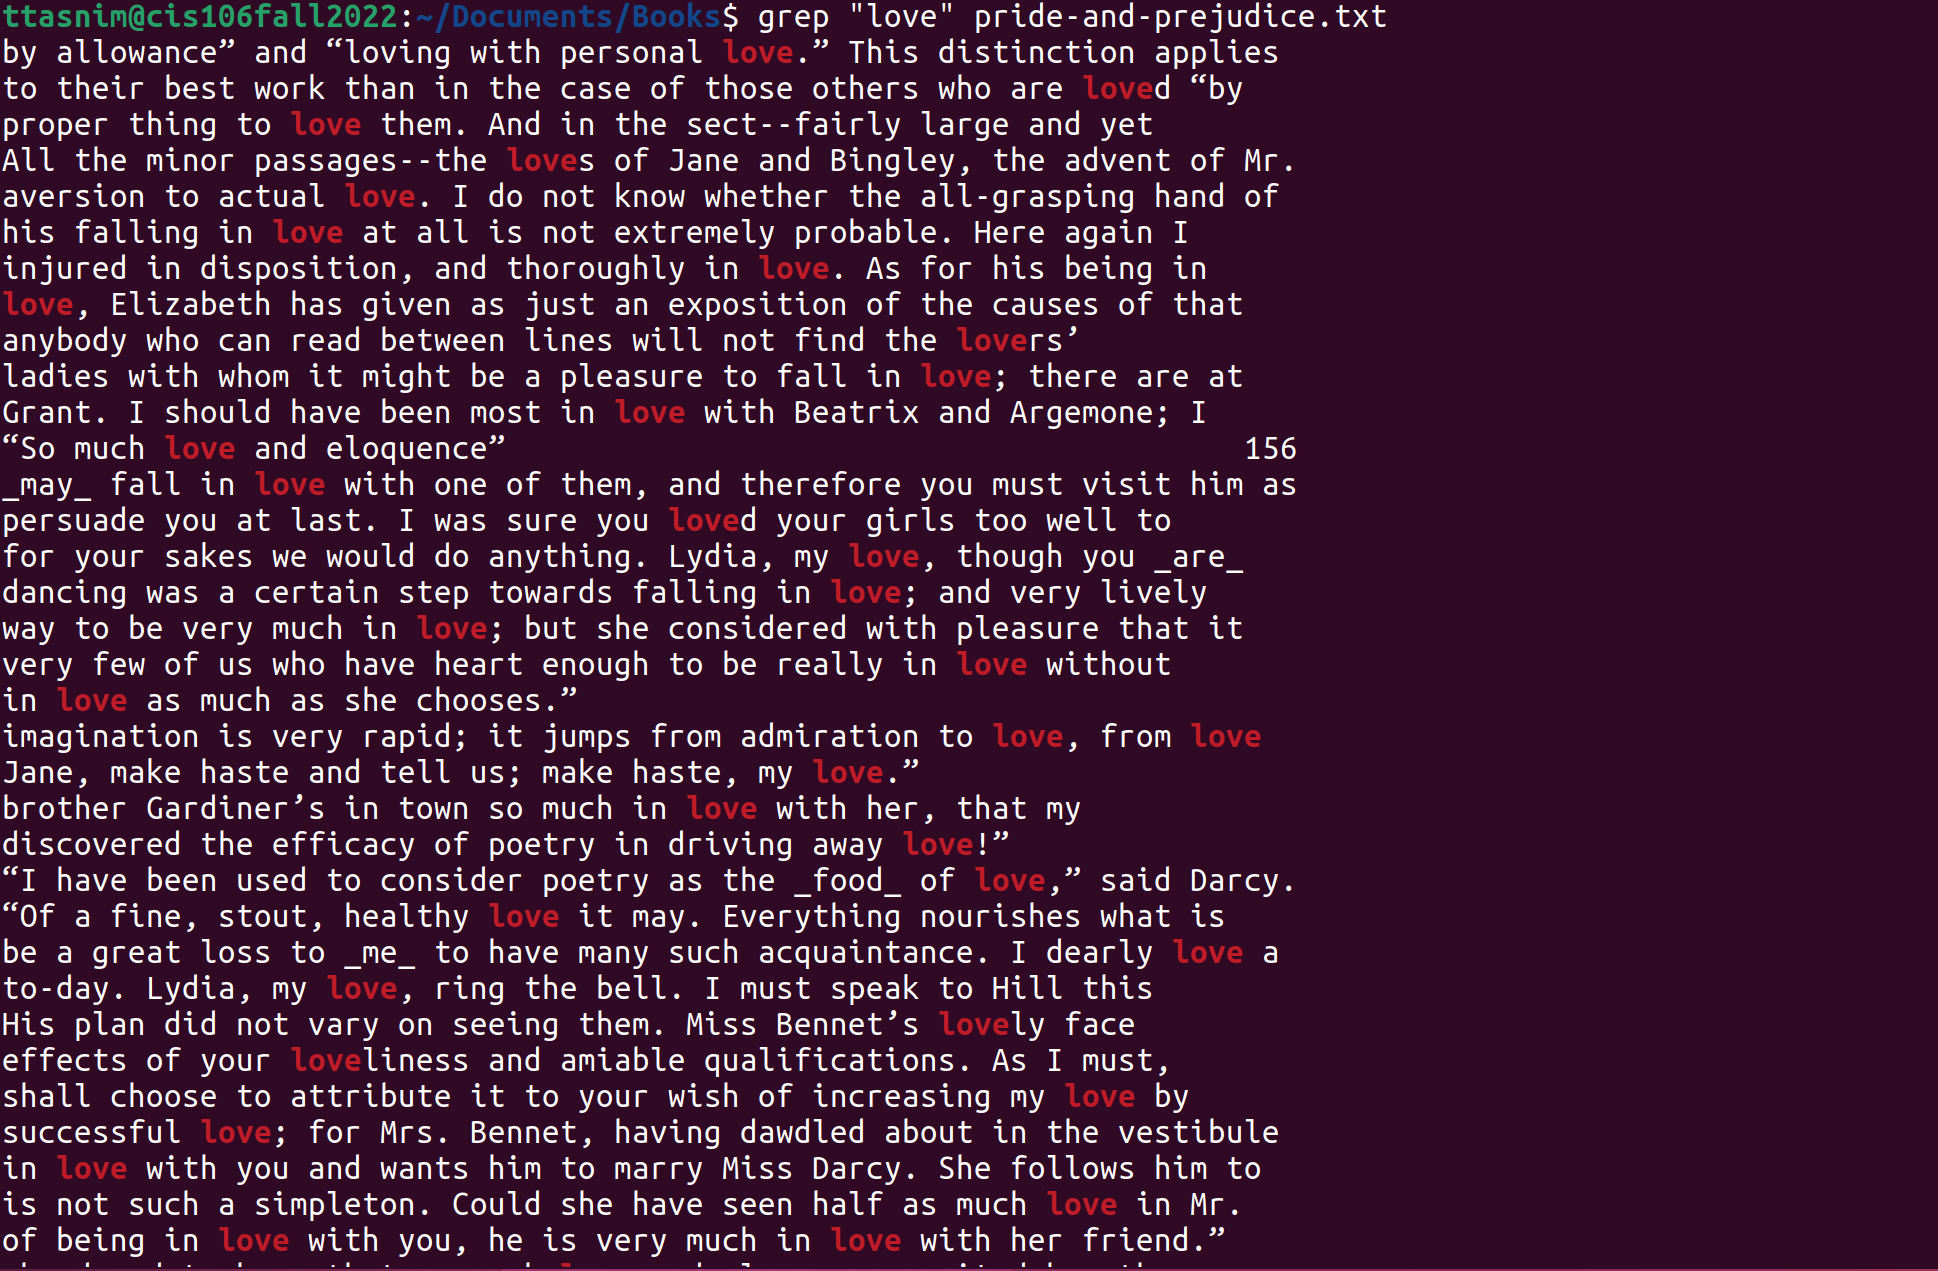 ttasnim@cis106fall2022:~/Documents/Books$ grep "love" pride-and-prejudice.txt
by allowance” and “loving with personal love.” This distinction applies
to their best work than in the case of those others who are loved “by
proper thing to love them. And in the sect--fairly large and yet
All the minor passages--the loves of Jane and Bingley, the advent of Mr.
aversion to actual love. I do not know whether the all-grasping hand of
his falling in love at all is not extremely probable. Here again I
injured in disposition, and thoroughly in love. As for his being in
love, Elizabeth has given as just an exposition of the causes of that
anybody who can read between lines will not find the lovers’
ladies with whom it might be a pleasure to fall in love; there are at
Grant. I should have been most in love with Beatrix and Argemone; I
“So much love and eloquence” 156
_may_ fall in love with one of them, and therefore you must visit him as
persuade you at last. I was sure you loved your girls too well to
for your sakes we would do anything. Lydia, my love, though you _are_
dancing was a certain step towards falling in love; and very lively
way to be very much in love; but she considered with pleasure that it
very few of us who have heart enough to be really in love without
in love as much as she chooses.”
imagination is very rapid; it jumps from admiration to love, from love
Jane, make haste and tell us; make haste, my love.”
brother Gardiner’s in town so much in love with her, that my
discovered the efficacy of poetry in driving away love!”
“I have been used to consider poetry as the _food_ of love,” said Darcy.
“Of a fine, stout, healthy love it may. Everything nourishes what is
be a great loss to _me_ to have many such acquaintance. I dearly love a
to-day. Lydia, my love, ring the bell. I must speak to Hill this
His plan did not vary on seeing them. Miss Bennet’s lovely face
effects of your loveliness and amiable qualifications. As I must,
shall choose to attribute it to your wish of increasing my love by
successful love; for Mrs. Bennet, having dawdled about in the vestibule
in love with you and wants him to marry Miss Darcy. She follows him to
is not such a simpleton. Could she have seen half as much love in Mr.
of being in love with you, he is very much in love with her friend.”